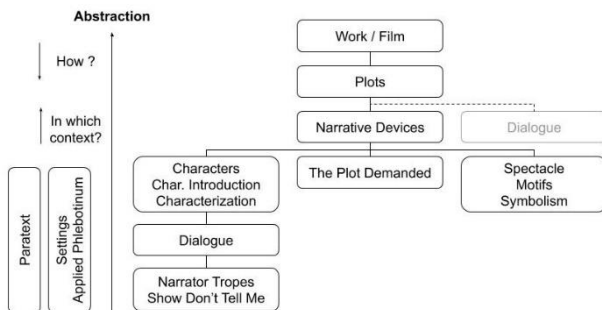 Abstraction
How ?
In which
context?
Paratext
Settings
Applied Phlebotinum
Work / Film
Plots
Narrative Devices
Dialogue
Characters
Char. Introduction
Characterization
The Plot Demanded
Spectacle
Motifs
Symbolism
Dialogue
Narrator Tropes
Show Don't Tell Me